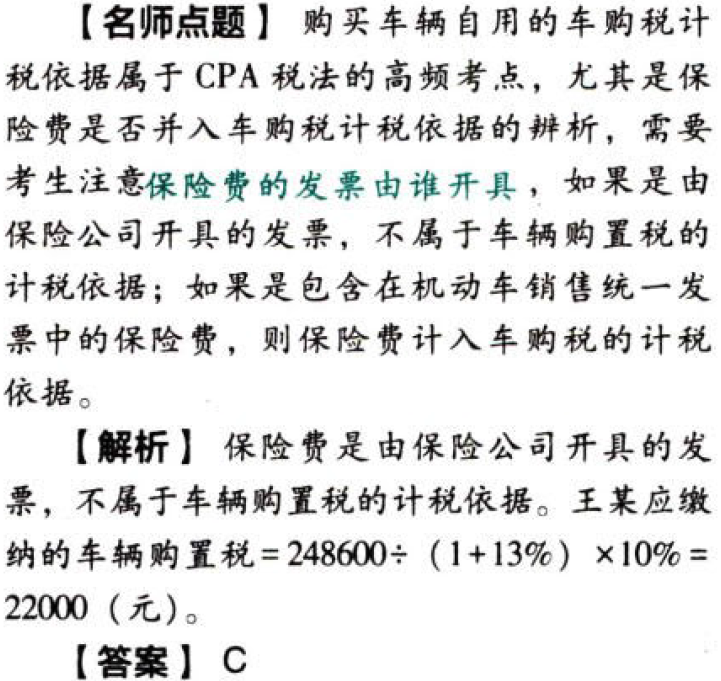 【名师点题】 购买车辆自用的车购税计
税依据属于 CPA 税法的高频考点，尤其是保
险费是否并入车购税计税依据的辨析，需要
考生注意保险费的发票由谁开具，如果是由
保险公司开具的发票，不属于车辆购置税的
计税依据；如果是包含在机动车销售统一发
票中的保险费，则保险费计入车购税的计税
依据。
【解析】 保险费是由保险公司开具的发
票，不属于车辆购置税的计税依据。王某应缴
纳的车辆购置税=248600÷（1+13%）×10%=
22000（元）。
【答案】 C